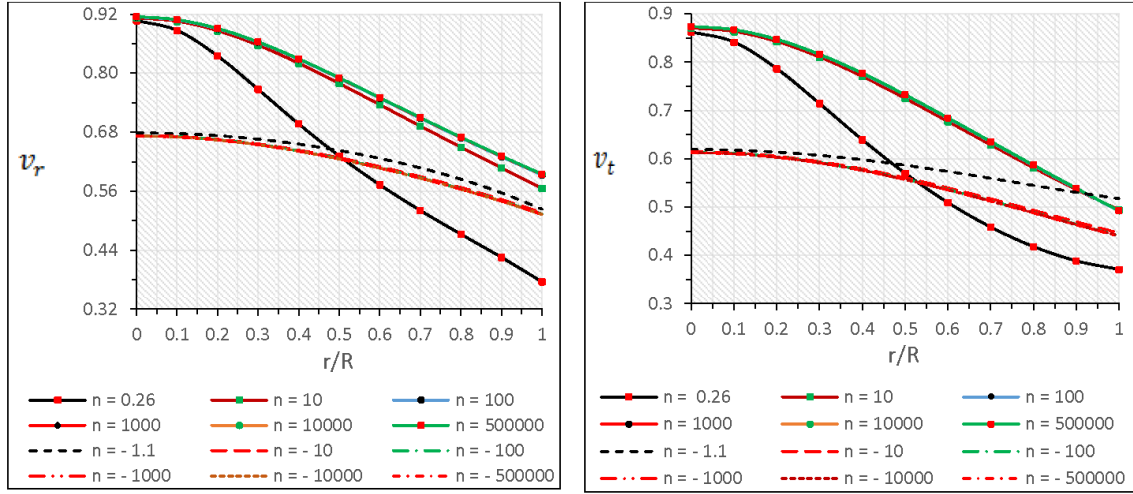 0.92
0.80
0.68
v_r
0.56
0.44
0.32
0 0.1 0.2 0.3 0.4 0.5 0.6 0.7 0.8 0.9 1
r/R
n = 0.26 n = 10 n = 100
n = 1000 n = 10000 n = 500000
n = - 1.1 n = - 10 n = - 100
n = - 1000 n = - 10000 n = - 500000
0.9
0.8
0.7
v_t
0.6
0.5
0.4
0.3
0 0.1 0.2 0.3 0.4 0.5 0.6 0.7 0.8 0.9 1
r/R
n = 0.26 n = 10 n = 100
n = 1000 n = 10000 n = 500000
n = - 1.1 n = - 10 n = - 100
n = - 1000 n = - 10000 n = - 500000